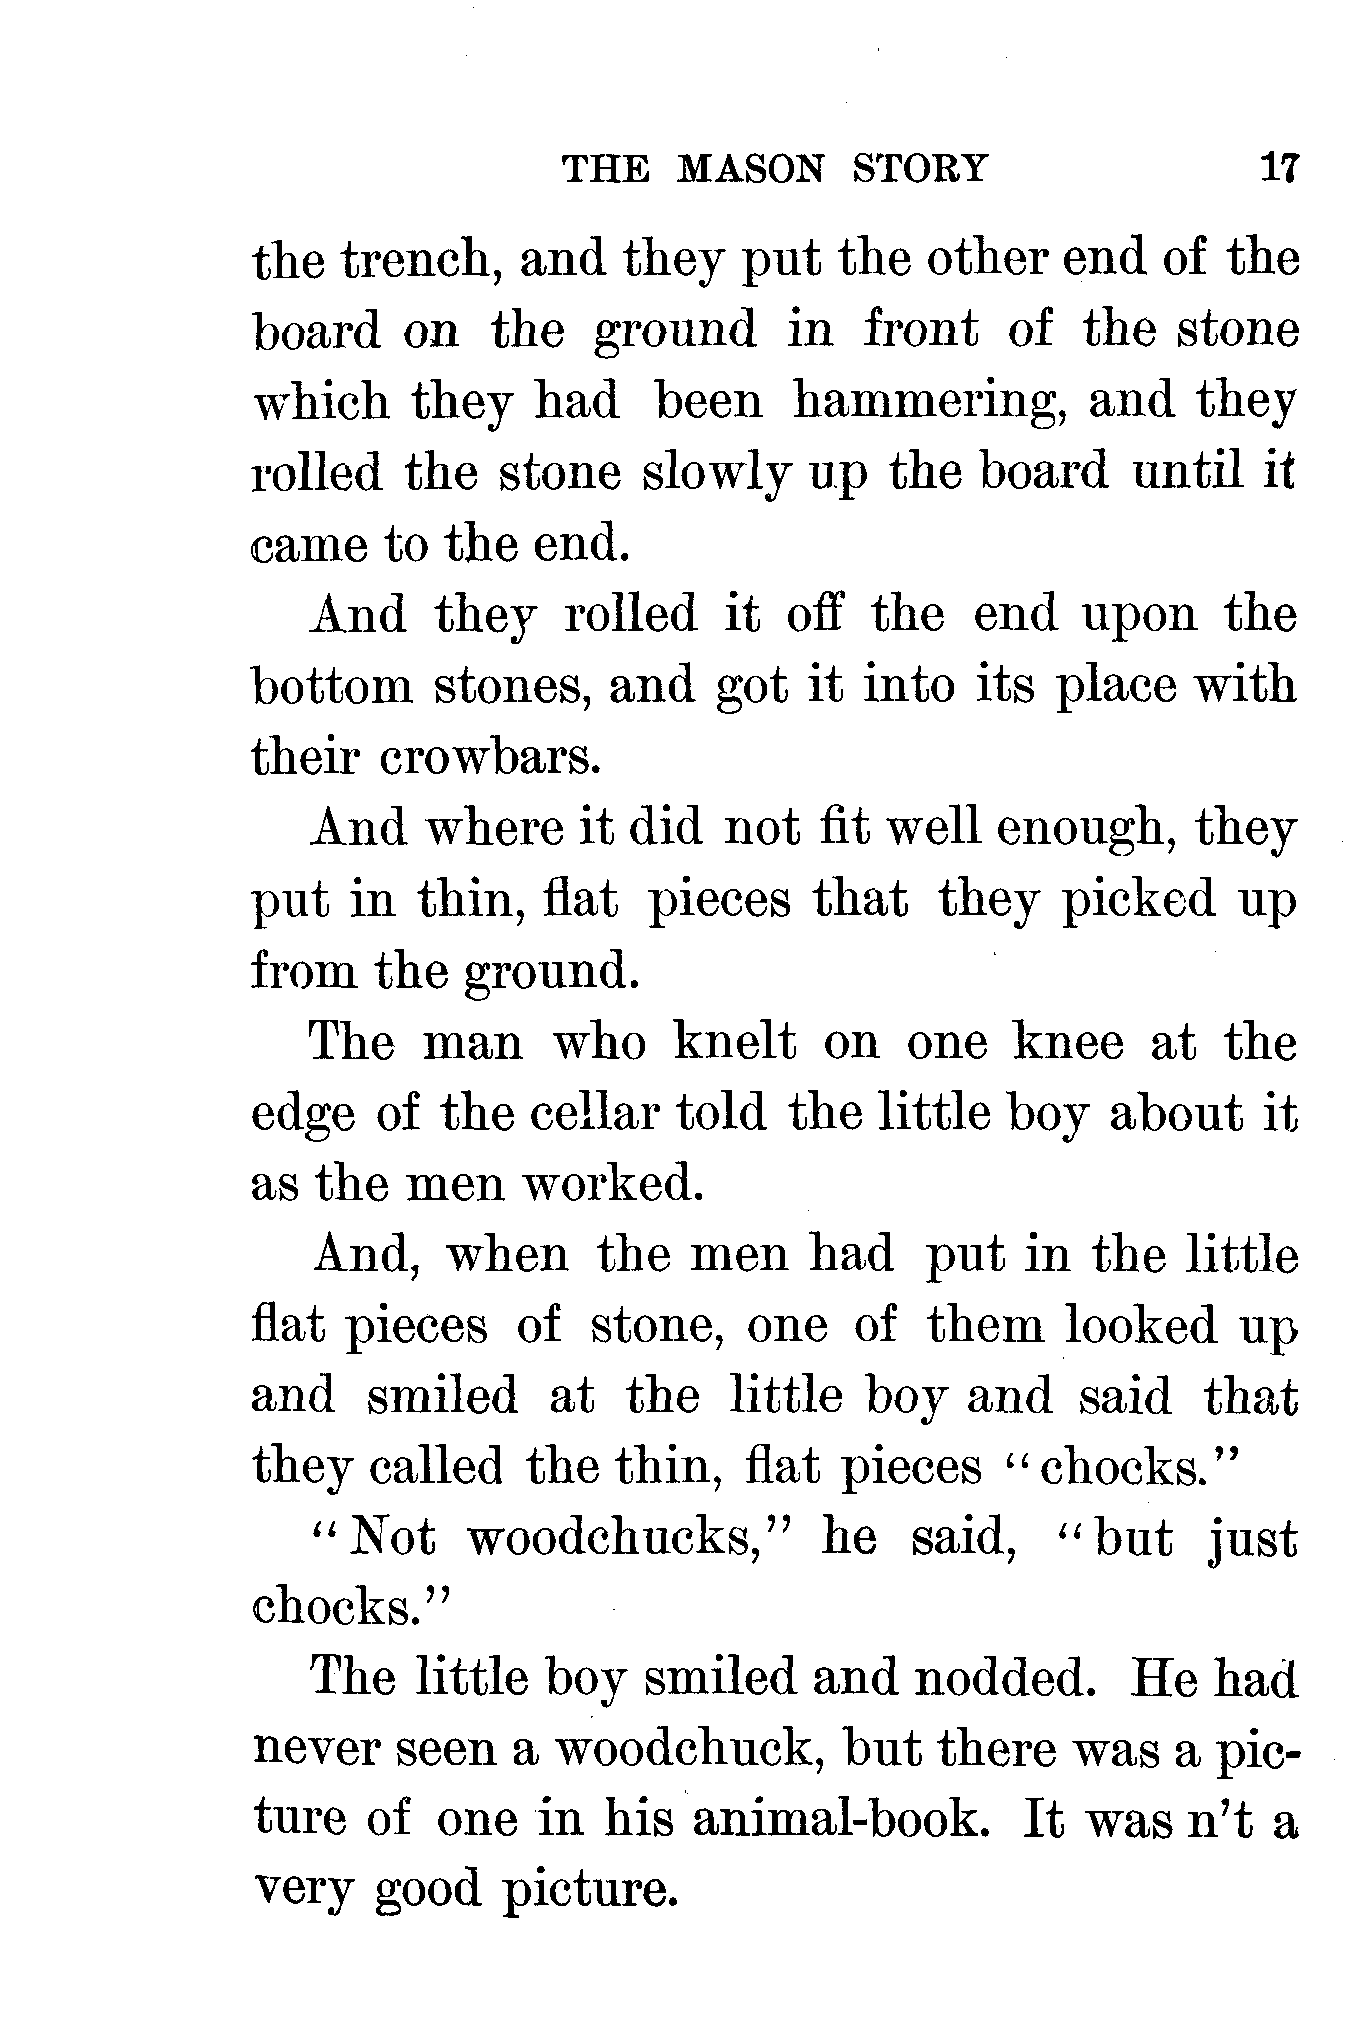 THE MASON STORY 17
the trench, and they put the other end of the
board on the ground in front of the stone
which they had been hammering, and they
rolled the stone slowly up the board until it
came to the end.
And they rolled it off the end upon the
bottom stones, and got it into its place with
their crowbars.
And where it did not fit well enough, they
put in thin, flat pieces that they picked up
from the ground.
The man who knelt on one knee at the
edge of the cellar told the little boy about it
as the men worked.
And, when the men had put in the little
flat pieces of stone, one of them looked up
and smiled at the little boy and said that
they called the thin, flat pieces “chocks.”
“Not woodchucks,” he said, “but just
chocks.”
The little boy smiled and nodded. He had
never seen a woodchuck, but there was a pic-
ture of one in his animal-book. It was n’t a
very good picture.